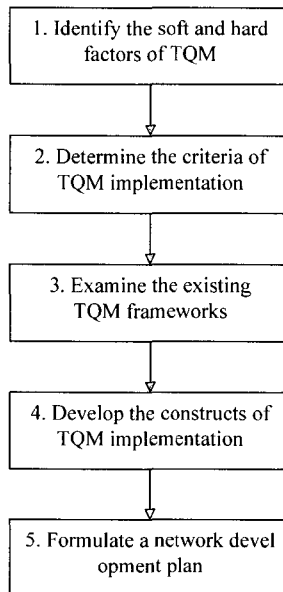 1. Identify the soft and hard
factors of TQM
2. Determine the criteria of
TQM implementation
3. Examine the existing
TQM frameworks
4. Develop the constructs of
TQM implementation
5. Formulate a network devel
opment plan